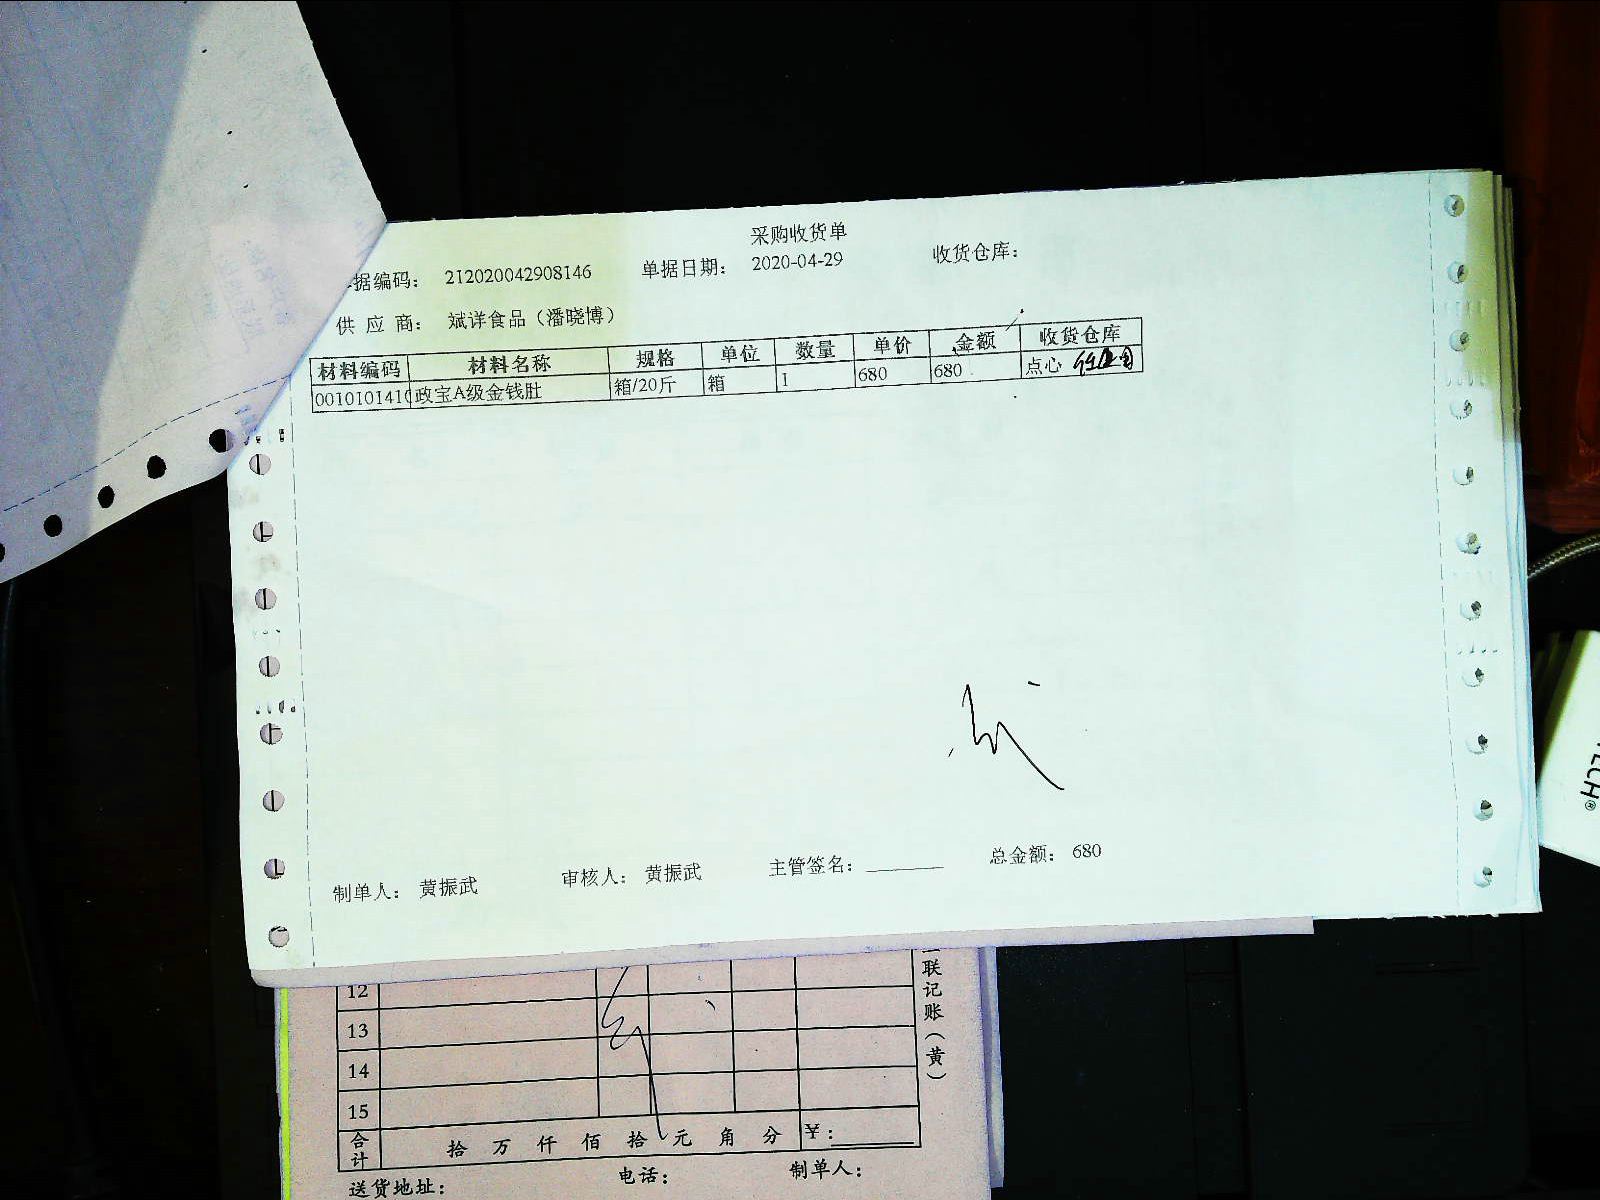 采购收货单
据编码： 212020042908146 单据日期： 2020-04-29 收货仓库：
供 应 商： 斌详食品（潘晓博）
材料编码 材料名称 规格 单位 数量 单价 金额 收货仓库
0010101410 政宝A级金钱肚 箱/20斤 箱 1 680 680 点心
制单人： 黄振武 审核人： 黄振武 主管签名： 总金额： 680
12
13
14
15
合计 拾 万 仟 佰 拾 元 角 分 ¥：
送货地址： 电话： 制单人：
联记账（黄）
TECH®